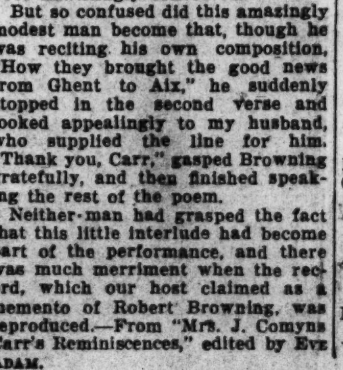 But so confused did this amazingly
modest man become that, though he
was reciting his own composition,
"How they brought the good news
from Ghent to Aix," he suddenly
stopped in the second verse and
looked appealingly to my husband,
who supplied the line for him.
"Thank you, Carr," gasped Browning
gratefully, and then finished speak-
ing the rest of the poem.
Neither man had grasped the fact
that this little interlude had become
part of the performance, and there
was much merriment when the rec-
ord, which our host claimed as a
memento of Robert Browning, was
reproduced.—From "Mrs. J. Comyns
Carr's Reminiscences," edited by EVE
ADAM.